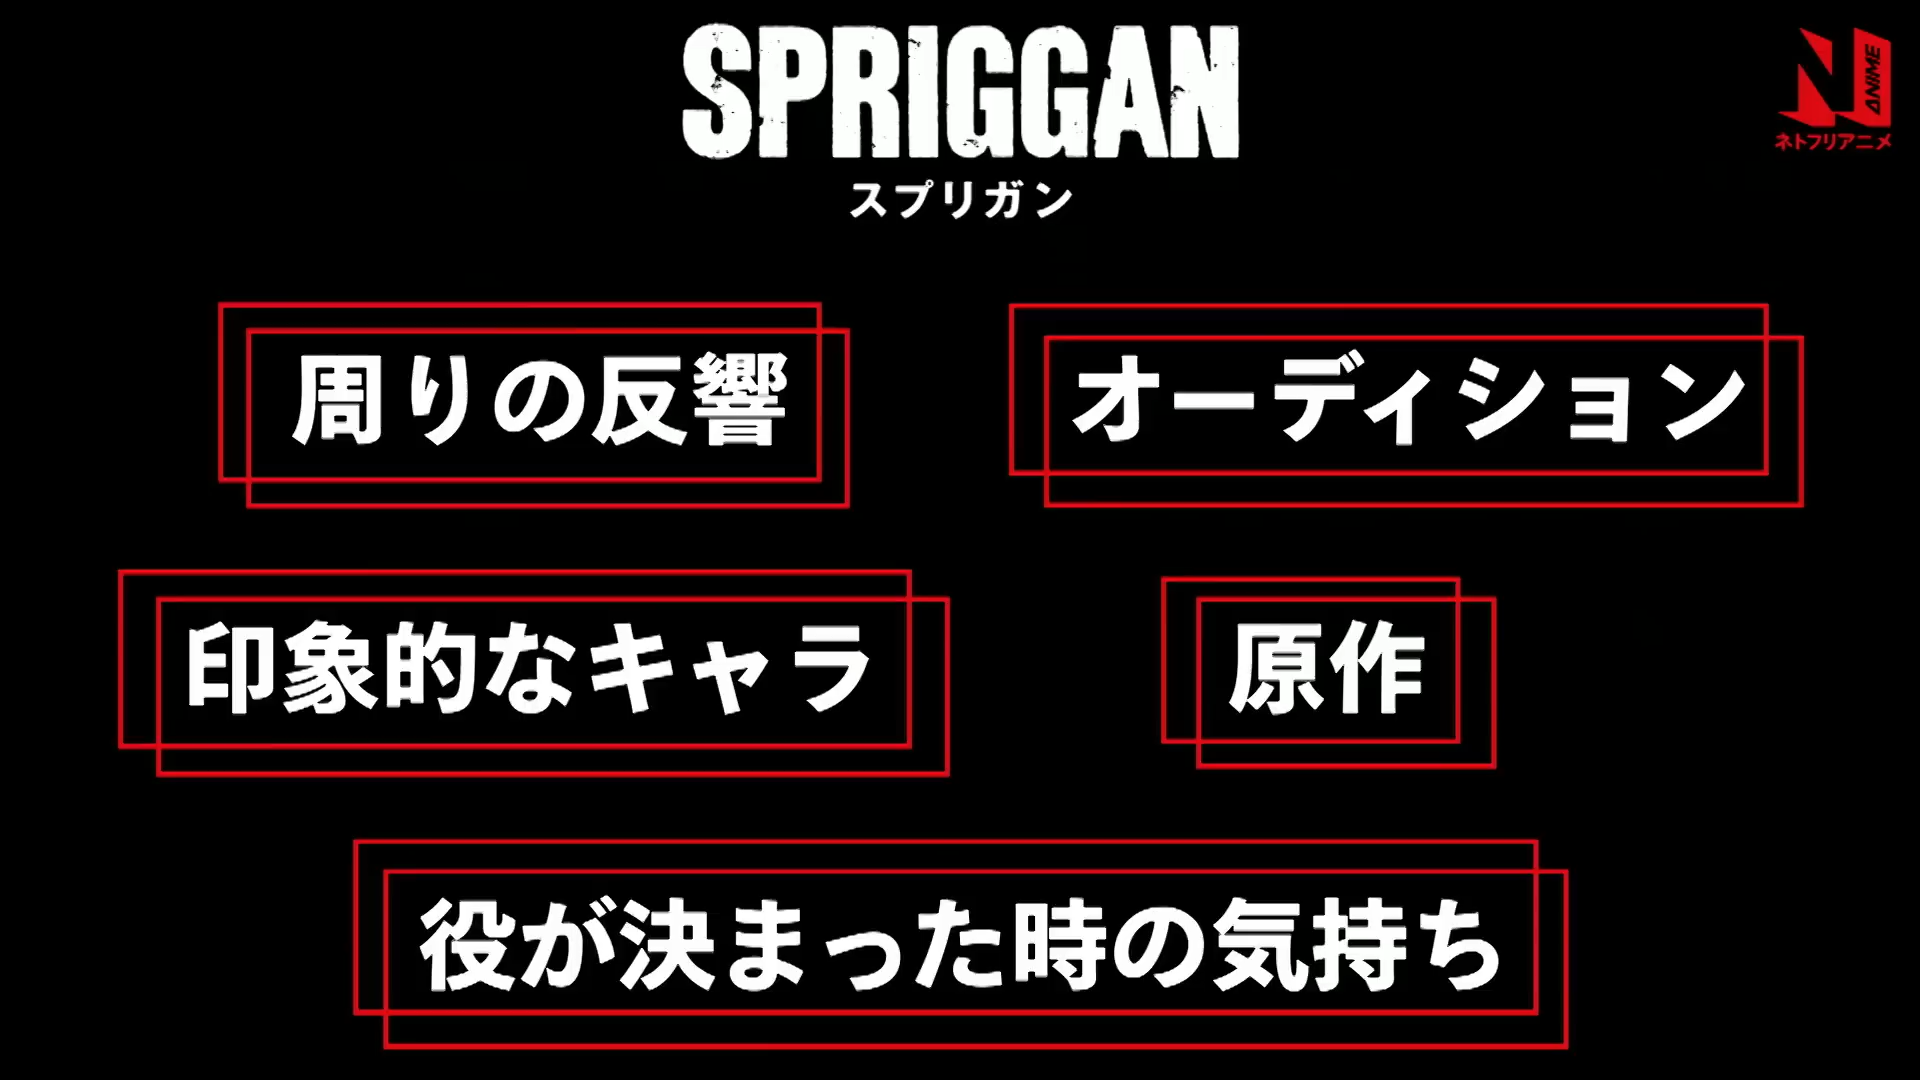 SPRIGGAN
スプリガン
ANIME
ネトフリアニメ
周りの反響
オーディション
印象的なキャラ
原作
役が決まった時の気持ち